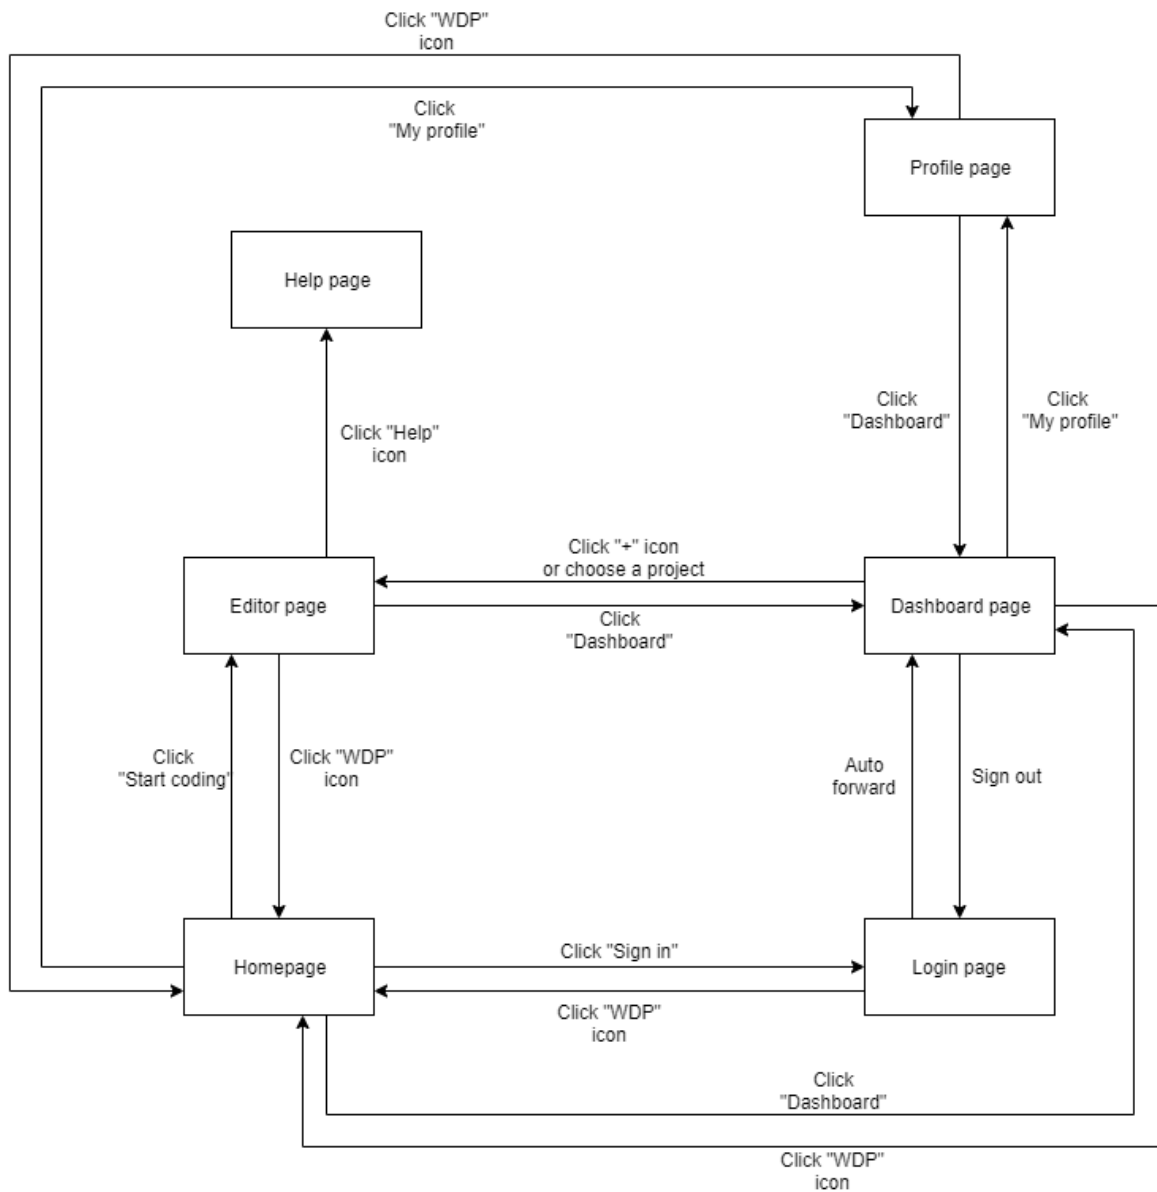 Click "WDP"
icon
Click
"My profile"
Profile page
Help page
Click
"Dashboard"
Click
"My profile"
Click "Help"
icon
Click "+" icon
or choose a project
Editor page
Dashboard page
Click
"Dashboard"
Click
"Start coding"
Click "WDP"
icon
Auto
forward
Sign out
Homepage
Click "Sign in"
Login page
Click "WDP"
icon
Click
"Dashboard"
Click "WDP"
icon